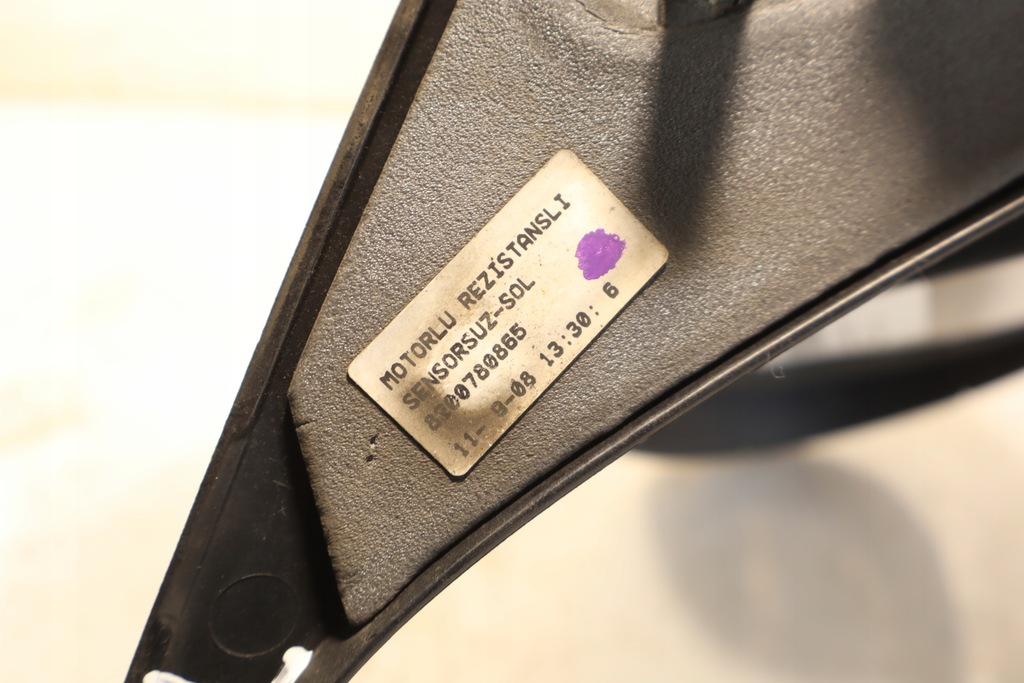 MOTORLU REZİSTANSLI
SENSORSUZ-SOL
8200780865
11- 9-08 13:30: 6